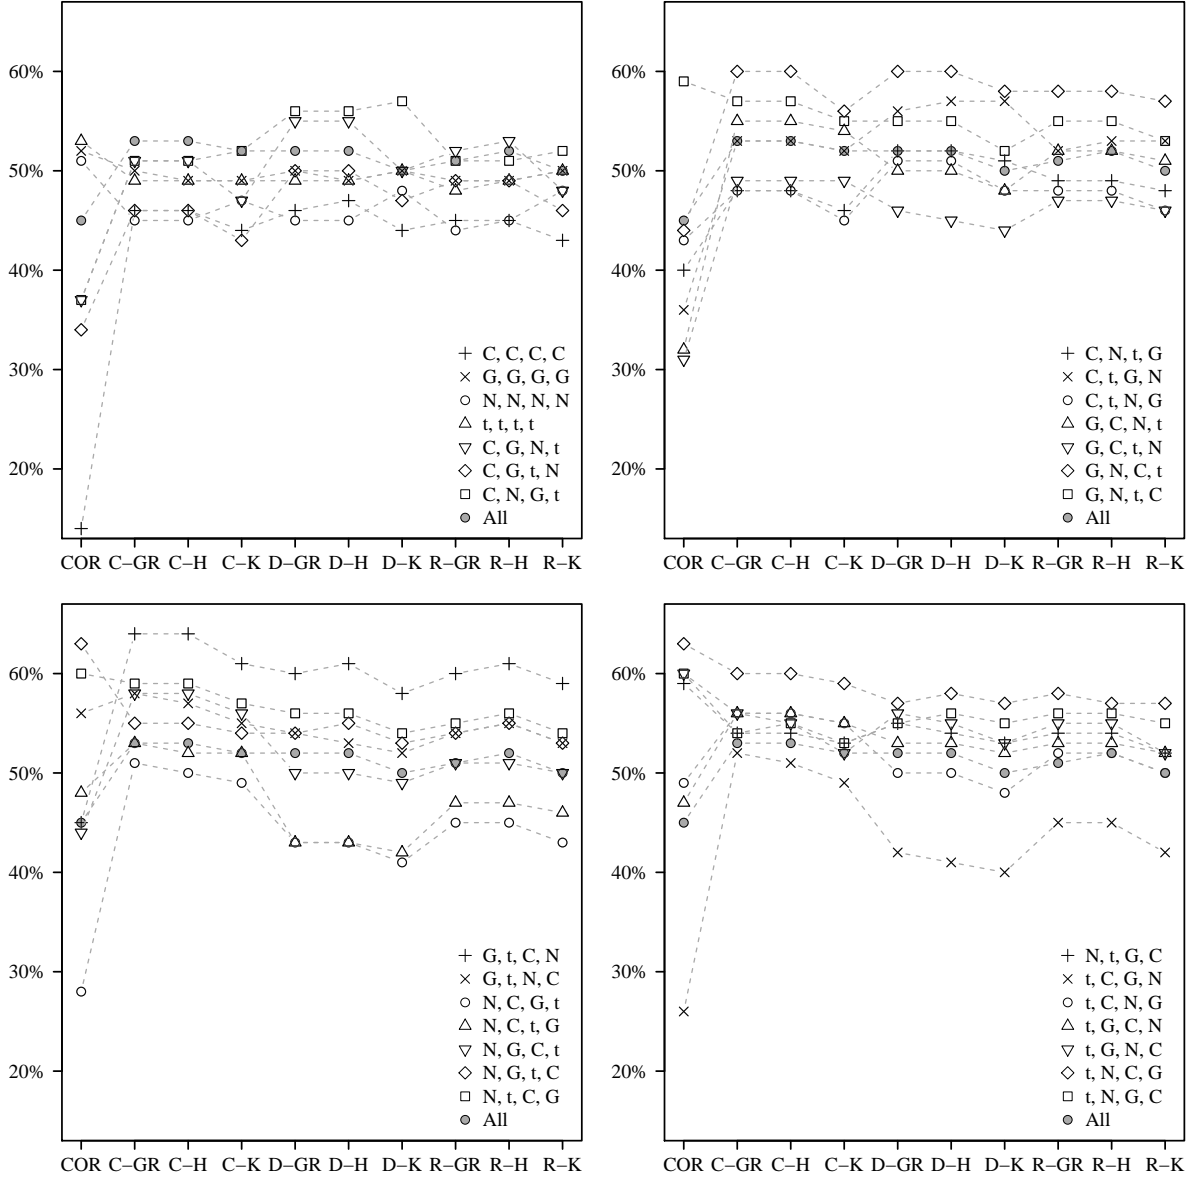 60%
50%
40%
30%
20%
C, C, C, C
G, G, G, G
N, N, N, N
t, t, t, t
C, G, N, t
C, G, t, N
C, N, G, t
All
COR C−GR C−H C−K D−GR D−H D−K R−GR R−H R−K
60%
50%
40%
30%
20%
C, N, t, G
C, t, G, N
C, t, N, G
G, C, N, t
G, C, t, N
G, N, C, t
G, N, t, C
All
COR C−GR C−H C−K D−GR D−H D−K R−GR R−H R−K
60%
50%
40%
30%
20%
G, t, C, N
G, t, N, C
N, C, G, t
N, C, t, G
N, G, C, t
N, G, t, C
N, t, C, G
All
COR C−GR C−H C−K D−GR D−H D−K R−GR R−H R−K
60%
50%
40%
30%
20%
N, t, G, C
t, C, G, N
t, C, N, G
t, G, C, N
t, G, N, C
t, N, C, G
t, N, G, C
All
COR C−GR C−H C−K D−GR D−H D−K R−GR R−H R−K